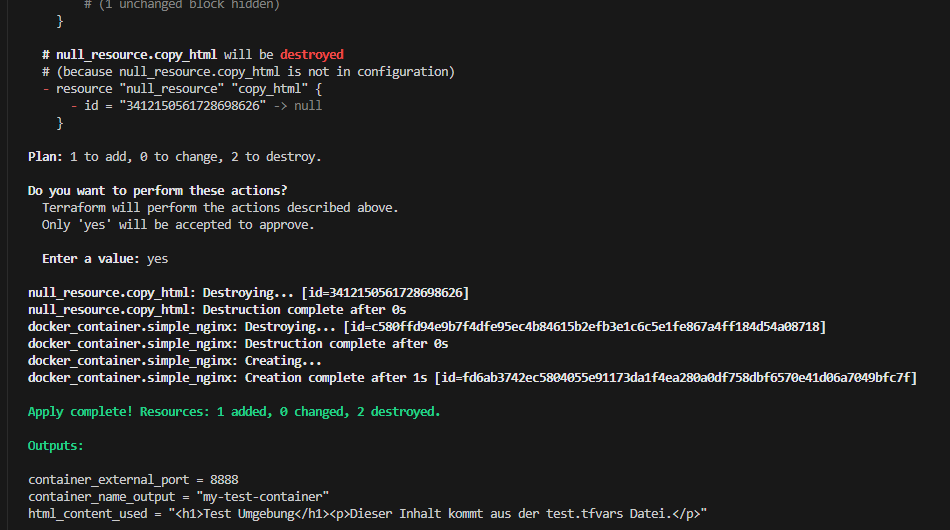 # (1 unchanged block hidden)
}
# null_resource.copy_html will be destroyed
# (because null_resource.copy_html is not in configuration)
- resource "null_resource" "copy_html" {
- id = "3412150561728698626" -> null
}
Plan: 1 to add, 0 to change, 2 to destroy.
Do you want to perform these actions?
Terraform will perform the actions described above.
Only 'yes' will be accepted to approve.
Enter a value: yes
null_resource.copy_html: Destroying... [id=3412150561728698626]
null_resource.copy_html: Destruction complete after 0s
docker_container.simple_nginx: Destroying... [id=c580ffd94e9b7f4dfe95ec4b84615b2efb3e1c6c5e1fe867a4ff184d54a08718]
docker_container.simple_nginx: Destruction complete after 0s
docker_container.simple_nginx: Creating...
docker_container.simple_nginx: Creation complete after 1s [id=fd6ab3742ec5804055e91173da1f4ea280a0df758dbf6570e41d06a7049bfc7f]
Apply complete! Resources: 1 added, 0 changed, 2 destroyed.
Outputs:
container_external_port = 8888
container_name_output = "my-test-container"
html_content_used = "<h1>Test Umgebung</h1><p>Dieser Inhalt kommt aus der test.tfvars Datei.</p>"